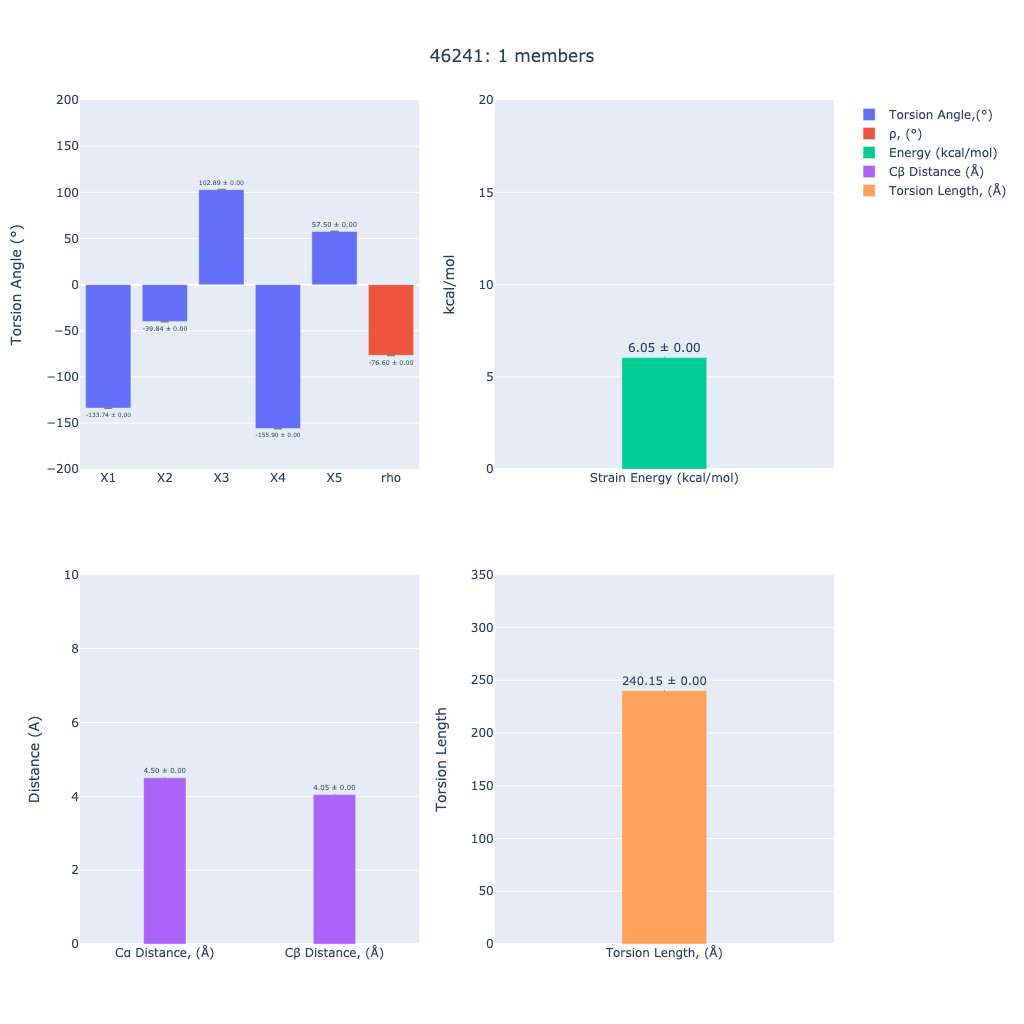 46241: 1 members
Torsion Angle (°)
200
150
100
50
0
−50
−100
−150
−200
-133.74 ± 0.00
-39.84 ± 0.00
102.89 ± 0.00
-155.90 ± 0.00
57.50 ± 0.00
-76.60 ± 0.00
X1 X2 X3 X4 X5 rho
kcal/mol
20
15
10
5
0
6.05 ± 0.00
Strain Energy (kcal/mol)
Torsion Angle,(°)
ρ, (°)
Energy (kcal/mol)
Cβ Distance (Å)
Torsion Length, (Å)
Distance (A)
10
8
6
4
2
0
4.50 ± 0.00
4.05 ± 0.00
Cα Distance, (Å) Cβ Distance, (Å)
Torsion Length
350
300
250
200
150
100
50
0
240.15 ± 0.00
Torsion Length, (Å)